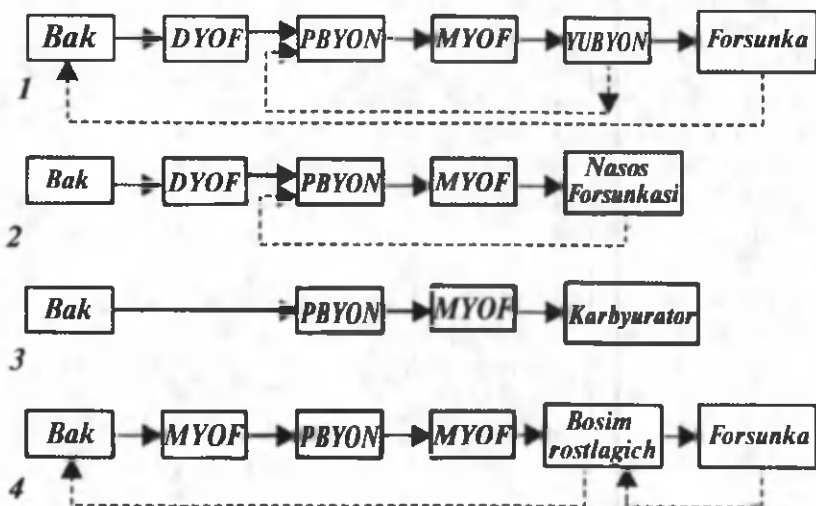 Bak DYOF PBYON MYOF YUBYON Forsunka
1
Bak DYOF PBYON MYOF Nasos
Forsunkasi
2
Bak PBYON MYOF Karbyurator
3
Bak MYOF PBYON MYOF Bosim
rostlagich Forsunka
4